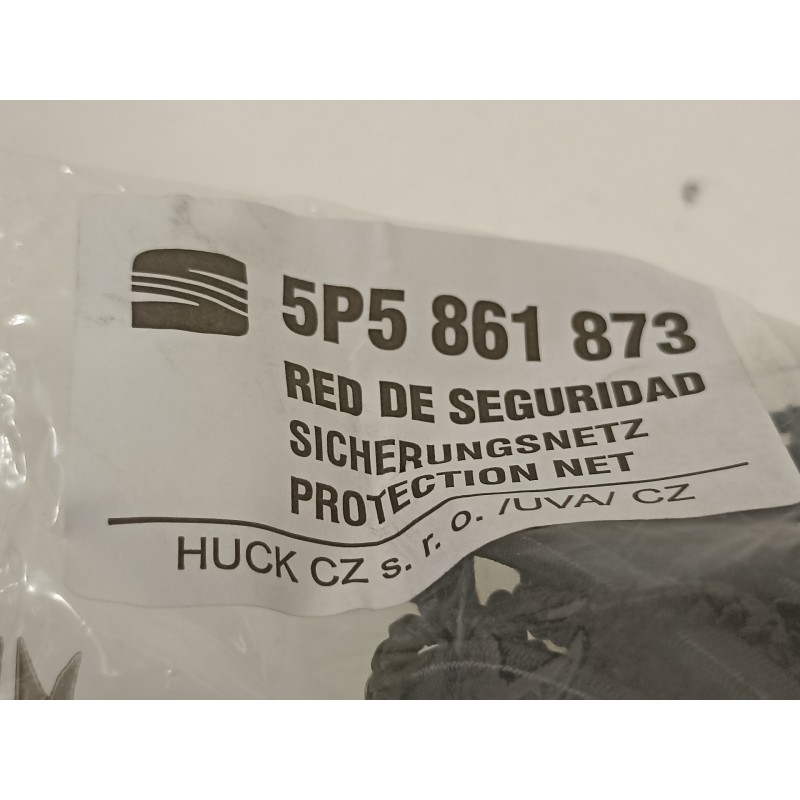 5P5 861 873
RED DE SEGURIDAD
SICHERUNGSNETZ
PROTECTION NET
HUCK CZ s. r. o. /UVA/ CZ